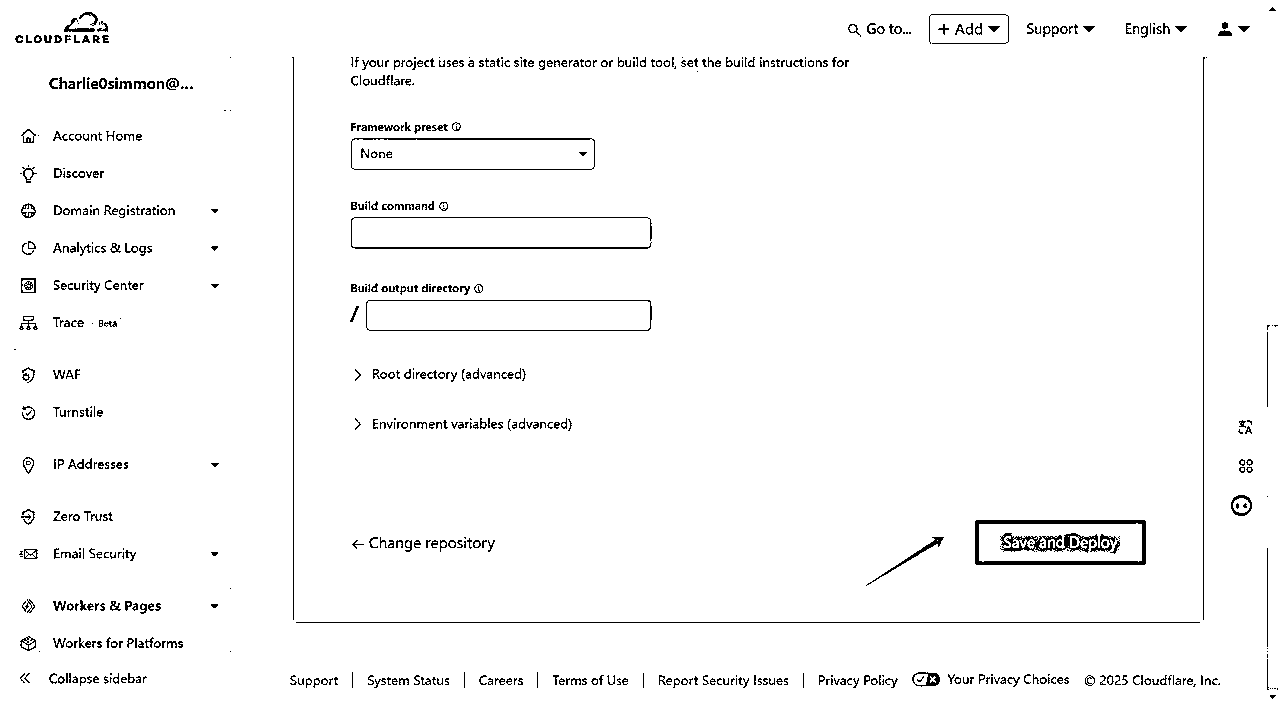 CLOUDFLARE
Go to...
+ Add
Support
English
Charlie0simmon@...
Account Home
Discover
Domain Registration
Analytics & Logs
Security Center
Trace Beta
WAF
Turnstile
IP Addresses
Zero Trust
Email Security
Workers & Pages
Workers for Platforms
Collapse sidebar
If your project uses a static site generator or build tool, set the build instructions for
Cloudflare.
Framework preset
None
Build command
Build output directory
/
Root directory (advanced)
Environment variables (advanced)
← Change repository
Save and Deploy
Support | System Status | Careers | Terms of Use | Report Security Issues | Privacy Policy Your Privacy Choices © 2025 Cloudflare, Inc.